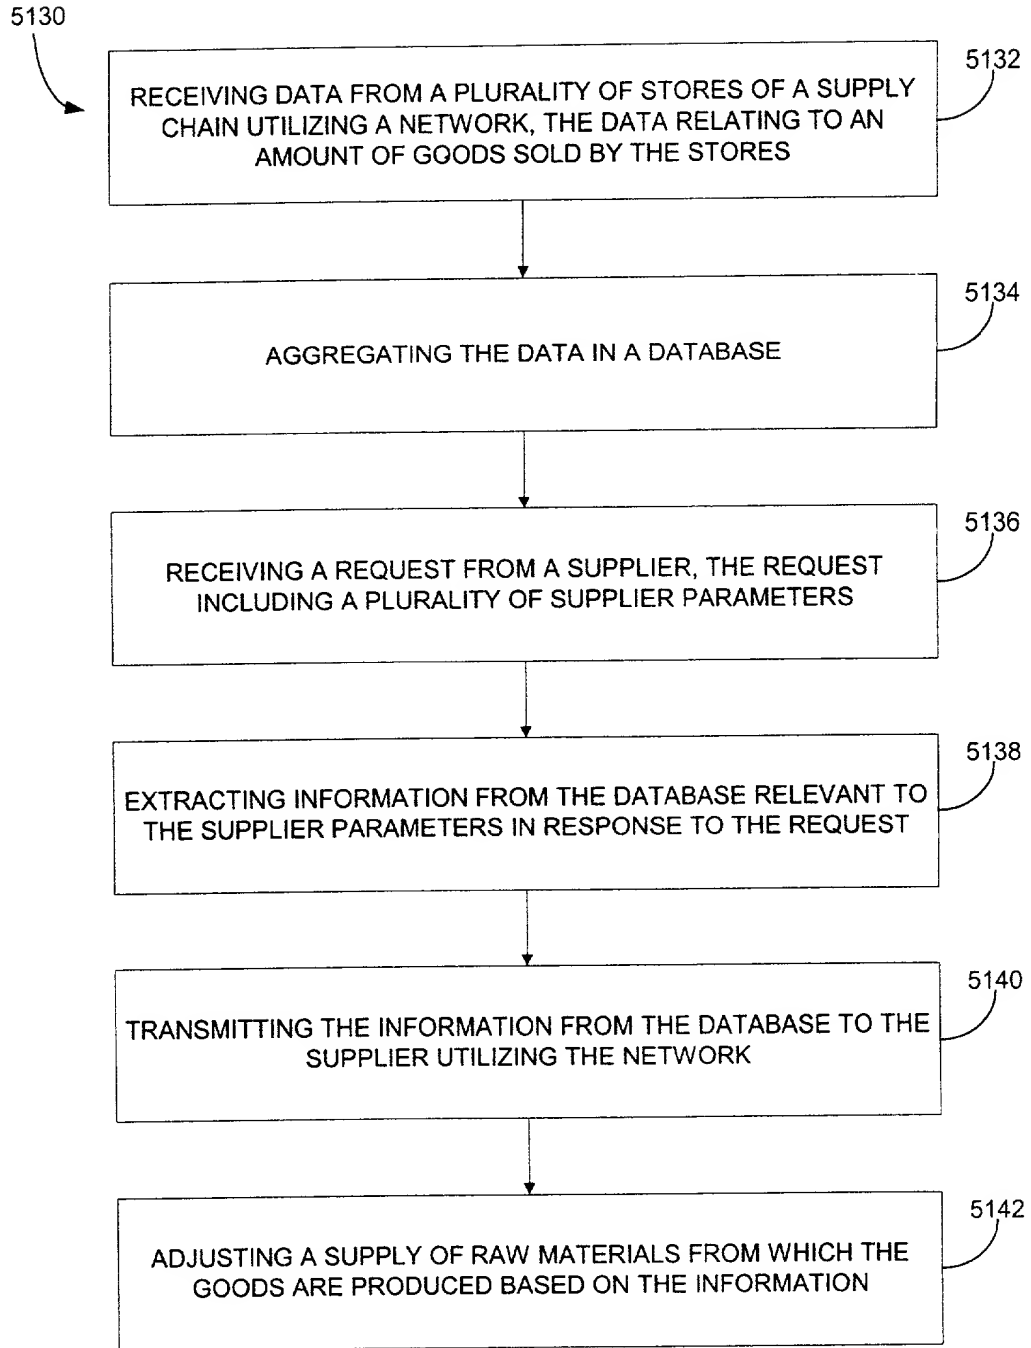 5130
5132
RECEIVING DATA FROM A PLURALITY OF STORES OF A SUPPLY
CHAIN UTILIZING A NETWORK, THE DATA RELATING TO AN
AMOUNT OF GOODS SOLD BY THE STORES
5134
AGGREGATING THE DATA IN A DATABASE
5136
RECEIVING A REQUEST FROM A SUPPLIER, THE REQUEST
INCLUDING A PLURALITY OF SUPPLIER PARAMETERS
5138
EXTRACTING INFORMATION FROM THE DATABASE RELEVANT TO
THE SUPPLIER PARAMETERS IN RESPONSE TO THE REQUEST
5140
TRANSMITTING THE INFORMATION FROM THE DATABASE TO THE
SUPPLIER UTILIZING THE NETWORK
5142
ADJUSTING A SUPPLY OF RAW MATERIALS FROM WHICH THE
GOODS ARE PRODUCED BASED ON THE INFORMATION